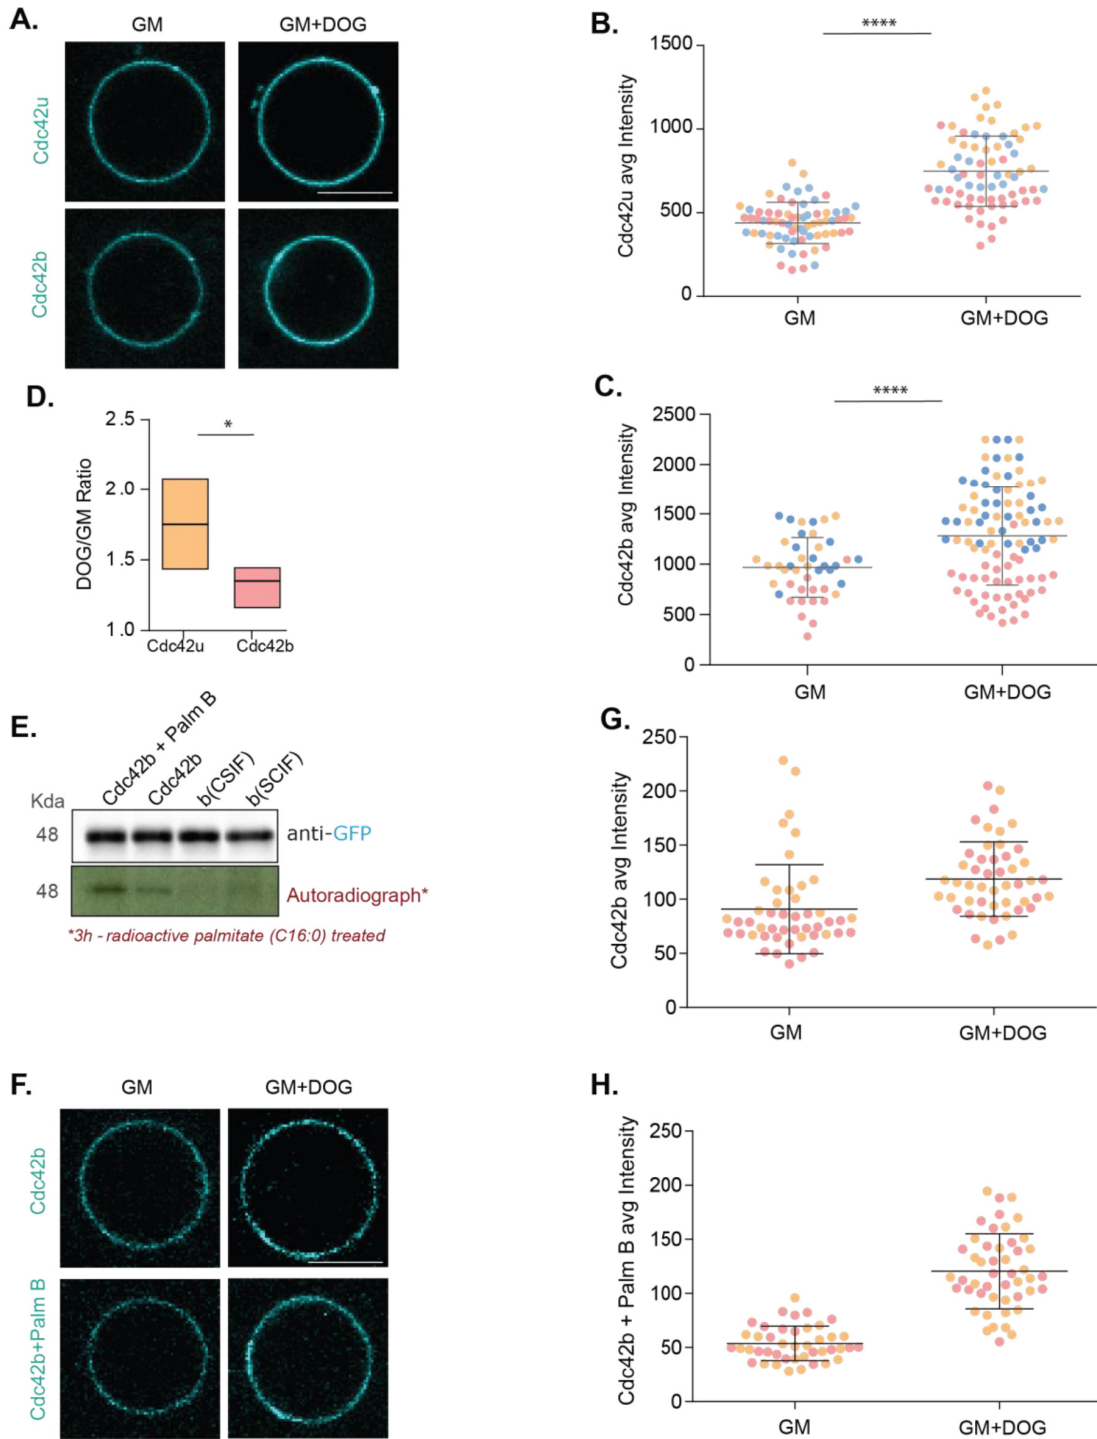 A.
GM
GM+DOG
Cdc42u
Cdc42b
B.
****
Cdc42u avg Intensity
1500
1000
500
0
GM
GM+DOG
D.
DOG/GM Ratio
2.5
2.0
1.5
1.0
*
Cdc42u
Cdc42b
C.
****
Cdc42b avg Intensity
2500
2000
1500
1000
500
0
GM
GM+DOG
E.
Cdc42b + Palm B
Cdc42b
b(CSIF)
b(SCIF)
Kda
48
anti-GFP
48
Autoradiograph*
*3h - radioactive palmitate (C16:0) treated
G.
Cdc42b avg Intensity
250
200
150
100
50
0
GM
GM+DOG
F.
GM
GM+DOG
Cdc42b
Cdc42b+Palm B
H.
Cdc42b + Palm B avg Intensity
250
200
150
100
50
0
GM
GM+DOG